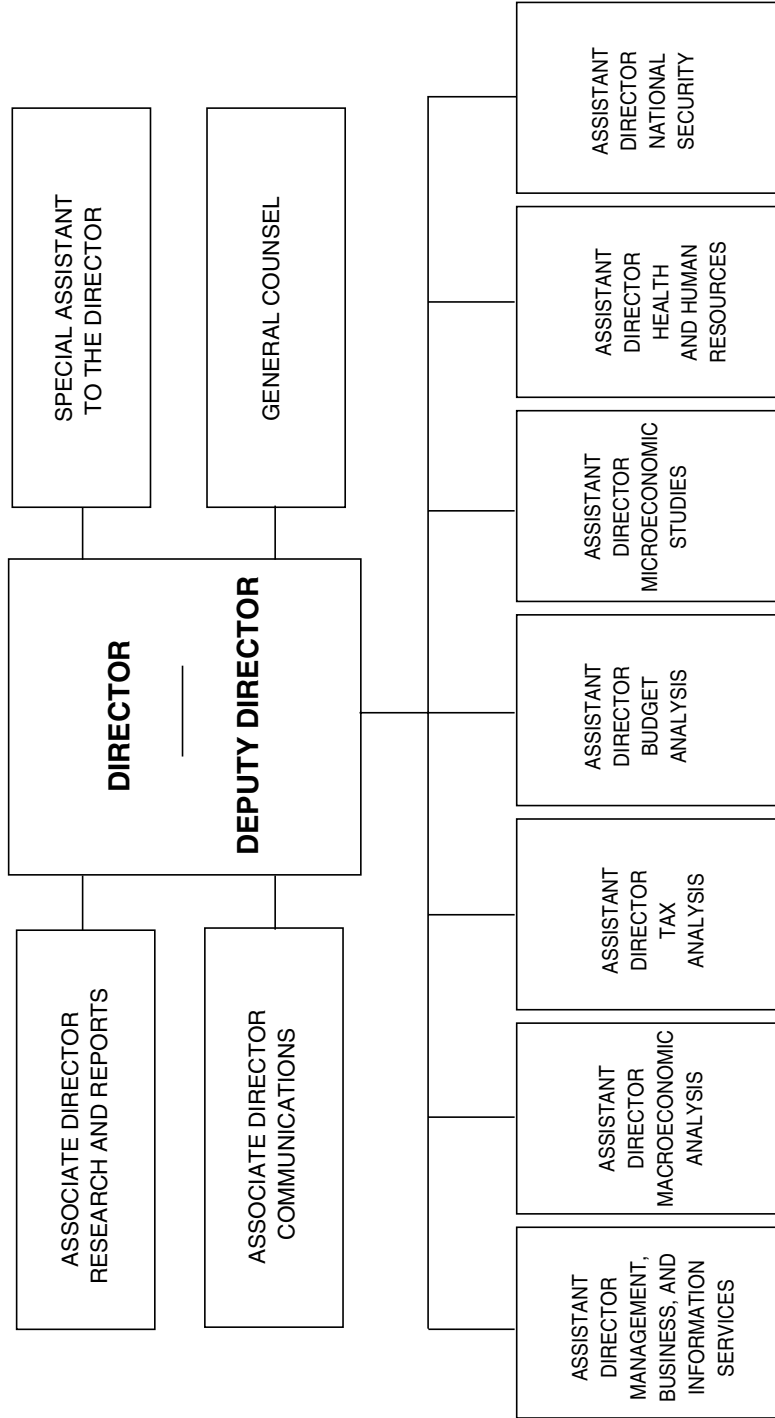 DIRECTOR
DEPUTY DIRECTOR
ASSOCIATE DIRECTOR
RESEARCH AND REPORTS
SPECIAL ASSISTANT
TO THE DIRECTOR
ASSOCIATE DIRECTOR
COMMUNICATIONS
GENERAL COUNSEL
ASSISTANT
DIRECTOR
MANAGEMENT,
BUSINESS, AND
INFORMATION
SERVICES
ASSISTANT
DIRECTOR
MACROECONOMIC
ANALYSIS
ASSISTANT
DIRECTOR
TAX
ANALYSIS
ASSISTANT
DIRECTOR
BUDGET
ANALYSIS
ASSISTANT
DIRECTOR
MICROECONOMIC
STUDIES
ASSISTANT
DIRECTOR
HEALTH
AND HUMAN
RESOURCES
ASSISTANT
DIRECTOR
NATIONAL
SECURITY